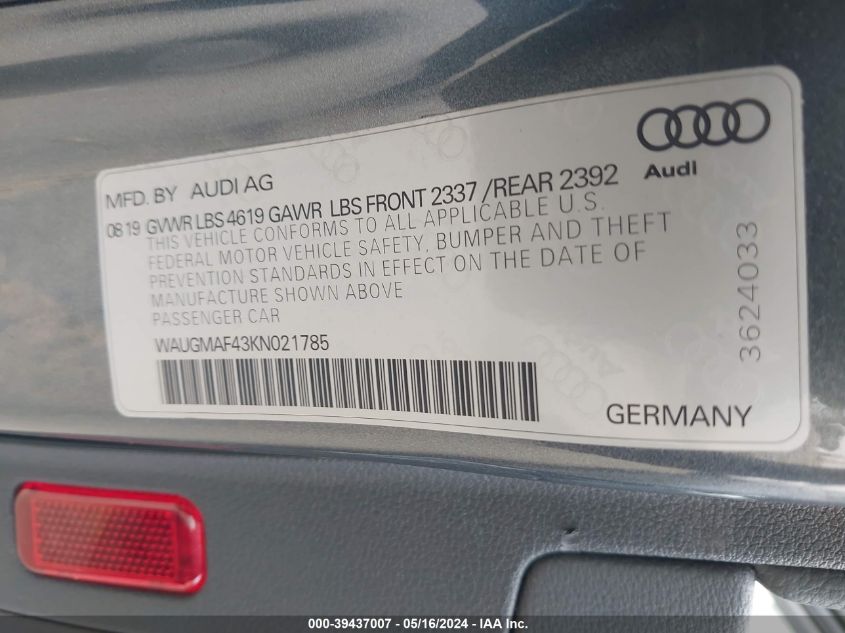 Audi
MFD. BY AUDI AG
08 19 GVWR LBS 4619 GAWR LBS FRONT 2337 /REAR 2392
THIS VEHICLE CONFORMS TO ALL APPLICABLE U.S.
FEDERAL MOTOR VEHICLE SAFETY, BUMPER AND THEFT
PREVENTION STANDARDS IN EFFECT ON THE DATE OF
MANUFACTURE SHOWN ABOVE
PASSENGER CAR
WAUGMAF43KN021785
3624033
GERMANY
000-39437007 - 05/16/2024 - IAA Inc.